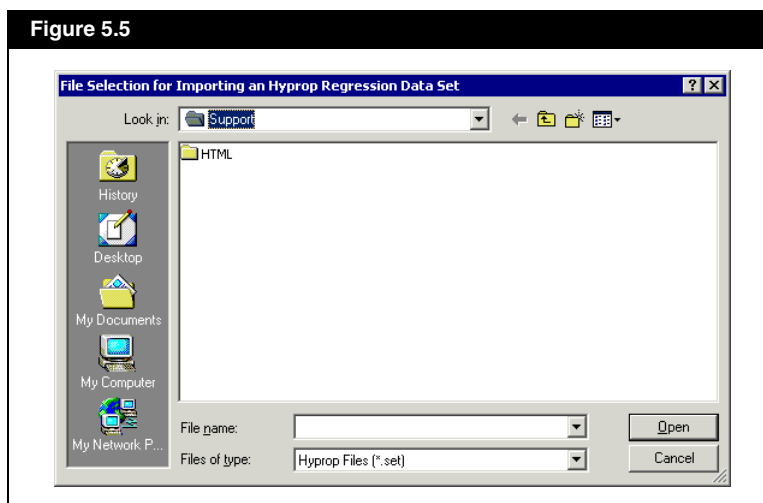 Figure 5.5
File Selection for Importing an Hyprop Regression Data Set
Look in: Support
HTML
History
Desktop
My Documents
My Computer
My Network P...
File name:
Open
Files of type: Hyprop Files (*.set)
Cancel